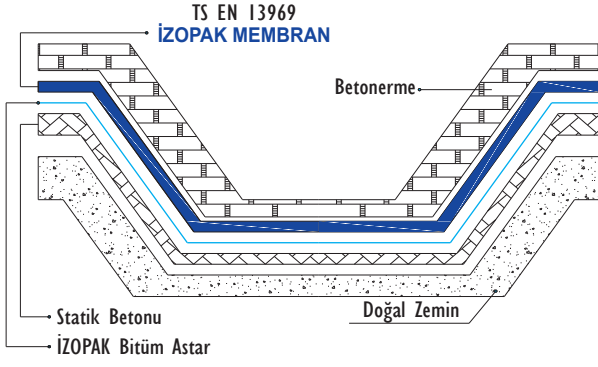 TS EN 13969
İZOPAK MEMBRAN
Betonerme
Doğal Zemin
Statik Betonu
İZOPAK Bitüm Astar